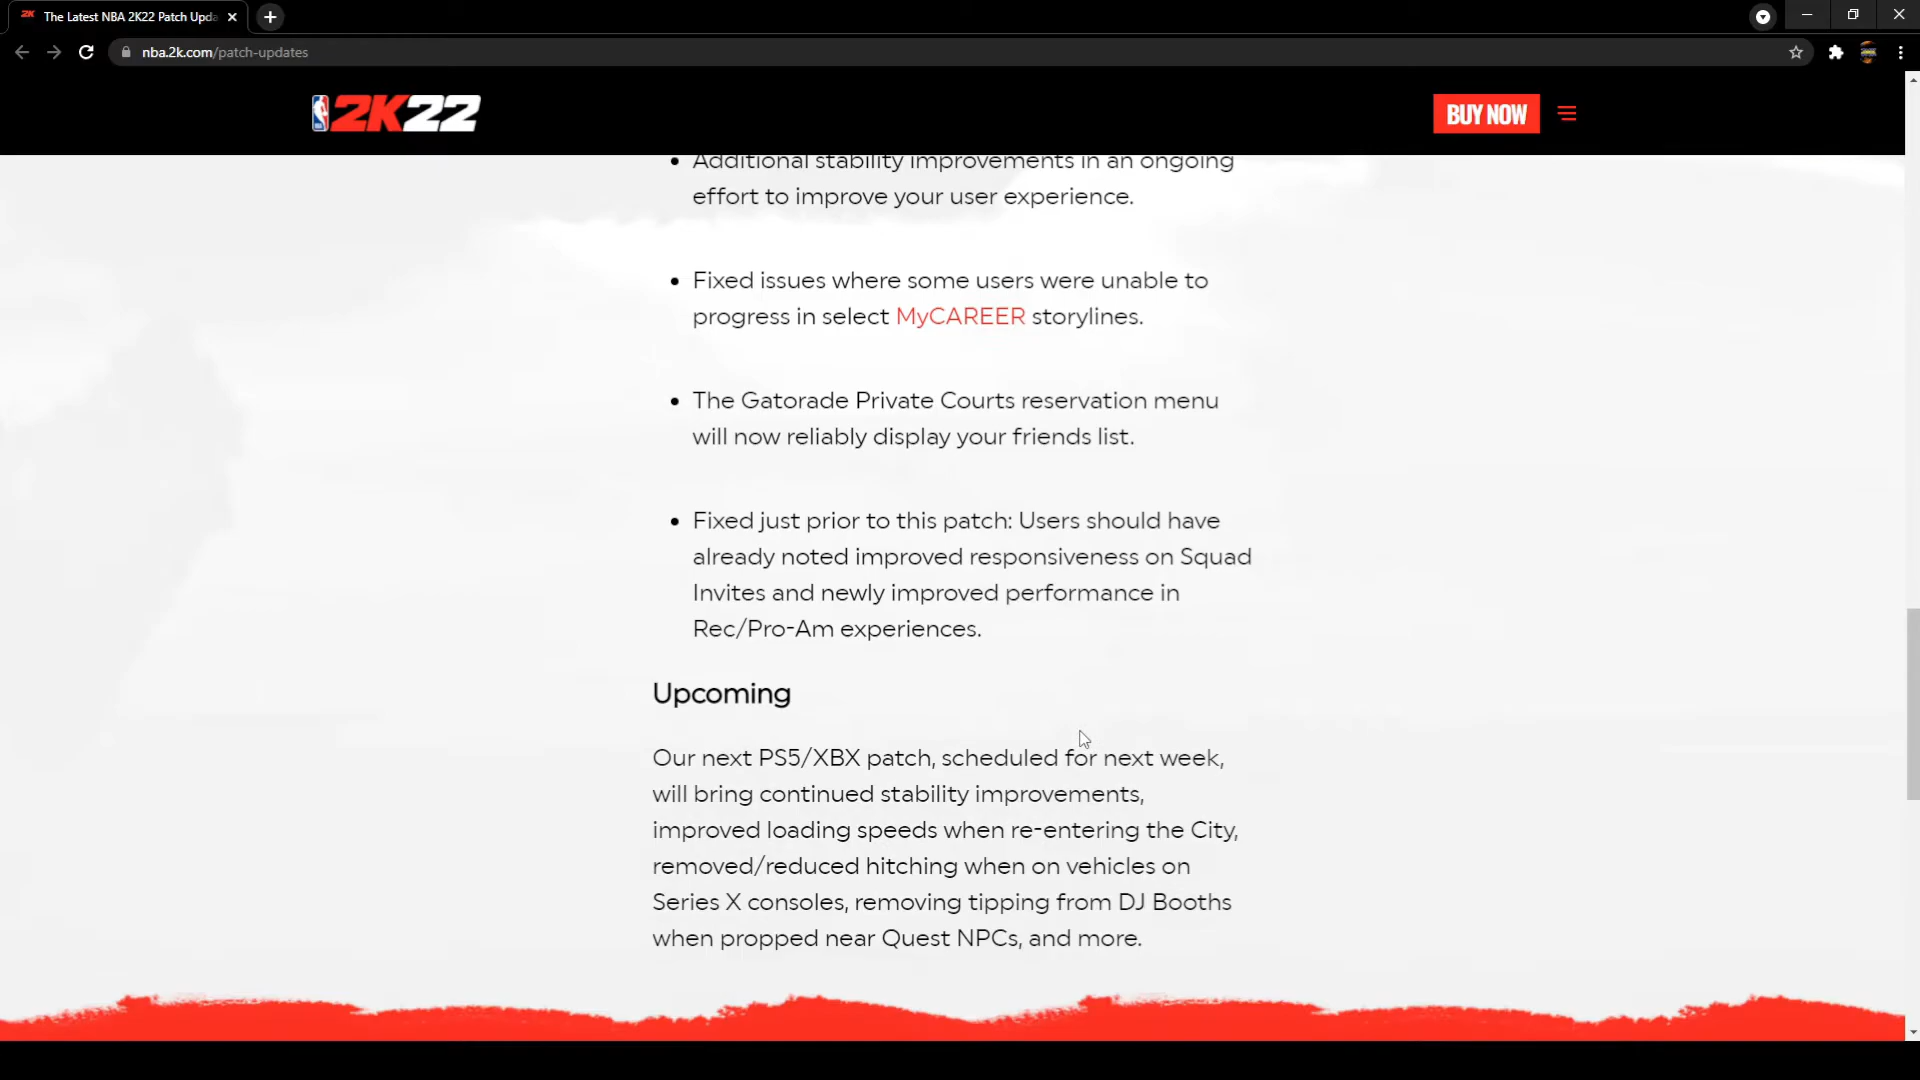 The Latest NBA 2K22 Patch Upda
nba.2k.com/patch-updates
2K22
BUY NOW
Additional stability improvements in an ongoing
effort to improve your user experience.
Fixed issues where some users were unable to
progress in select MyCAREER storylines.
The Gatorade Private Courts reservation menu
will now reliably display your friends list.
Fixed just prior to this patch: Users should have
already noted improved responsiveness on Squad
Invites and newly improved performance in
Rec/Pro-Am experiences.
Upcoming
Our next PS5/XBX patch, scheduled for next week,
will bring continued stability improvements,
improved loading speeds when re-entering the City,
removed/reduced hitching when on vehicles on
Series X consoles, removing tipping from DJ Booths
when propped near Quest NPCs, and more.